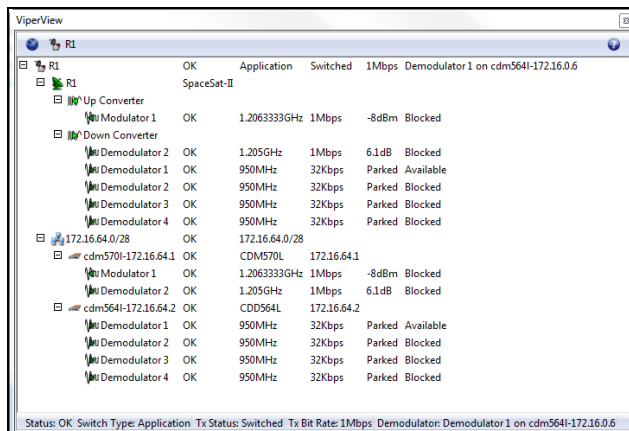 ViperView
R1
R1 OK Application Switched 1Mbps Demodulator 1 on cdm564l-172.16.0.6
R1 SpaceSat-II
Up Converter
Modulator 1 OK 1.2063333GHz 1Mbps -8dBm Blocked
Down Converter
Demodulator 2 OK 1.205GHz 1Mbps 6.1dB Blocked
Demodulator 1 OK 950MHz 32Kbps Parked Available
Demodulator 2 OK 950MHz 32Kbps Parked Blocked
Demodulator 3 OK 950MHz 32Kbps Parked Blocked
Demodulator 4 OK 950MHz 32Kbps Parked Blocked
172.16.64.0/28 OK 172.16.64.0/28
cdm570l-172.16.64.1 OK CDM570L 172.16.64.1
Modulator 1 OK 1.2063333GHz 1Mbps -8dBm Blocked
Demodulator 2 OK 1.205GHz 1Mbps 6.1dB Blocked
cdm564l-172.16.64.2 OK CDD564L 172.16.64.2
Demodulator 1 OK 950MHz 32Kbps Parked Available
Demodulator 2 OK 950MHz 32Kbps Parked Blocked
Demodulator 3 OK 950MHz 32Kbps Parked Blocked
Demodulator 4 OK 950MHz 32Kbps Parked Blocked
Status: OK Switch Type: Application Tx Status: Switched Tx Bit Rate: 1Mbps Demodulator: Demodulator 1 on cdm564l-172.16.0.6